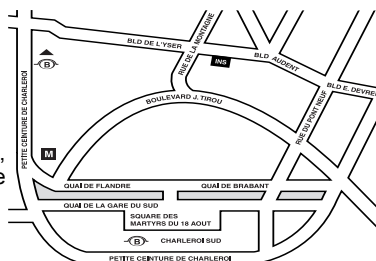 BLD DE L'YSER
RUE DE LA MONTAGNE
BLD AUDENT
INS
B
BLD E. DEVRE
PETITE CEINTURE DE CHARLEROI
BOULEVARD J. TIROU
RUE DU PONT NEUF
M
QUAI DE FLANDRE
QUAI DE BRABANT
QUAI DE LA GARE DU SUD
SQUARE DES
MARTYRS DU 18 AOUT
B
CHARLEROI SUD
PETITE CEINTURE DE CHARLEROI